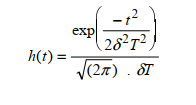 h(t) = exp(−t² / 2δ²T²) / √(2π) . δT